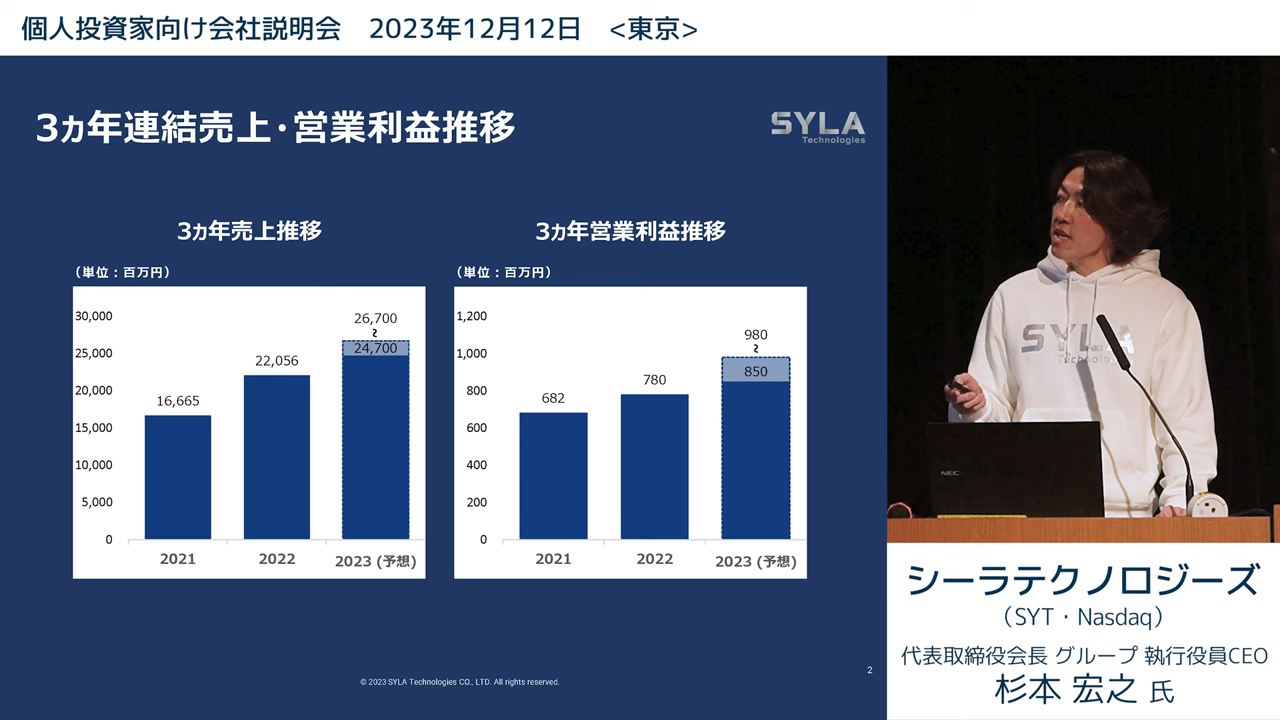 個人投資家向け会社説明会　2023年12月12日　<東京>
3ヵ年連結売上・営業利益推移
SYLA
Technologies
3ヵ年売上推移
（単位：百万円）
30,000
25,000
20,000
15,000
10,000
5,000
0
16,665
22,056
26,700
～
24,700
2021
2022
2023 (予想)
3ヵ年営業利益推移
（単位：百万円）
1,200
1,000
800
600
400
200
0
682
780
980
～
850
2021
2022
2023 (予想)
2
© 2023 SYLA Technologies CO., LTD. All rights reserved.
SYLA
Technologi
NEC
シーラテクノロジーズ
（SYT・Nasdaq）
代表取締役会長 グループ 執行役員CEO
杉本 宏之 氏